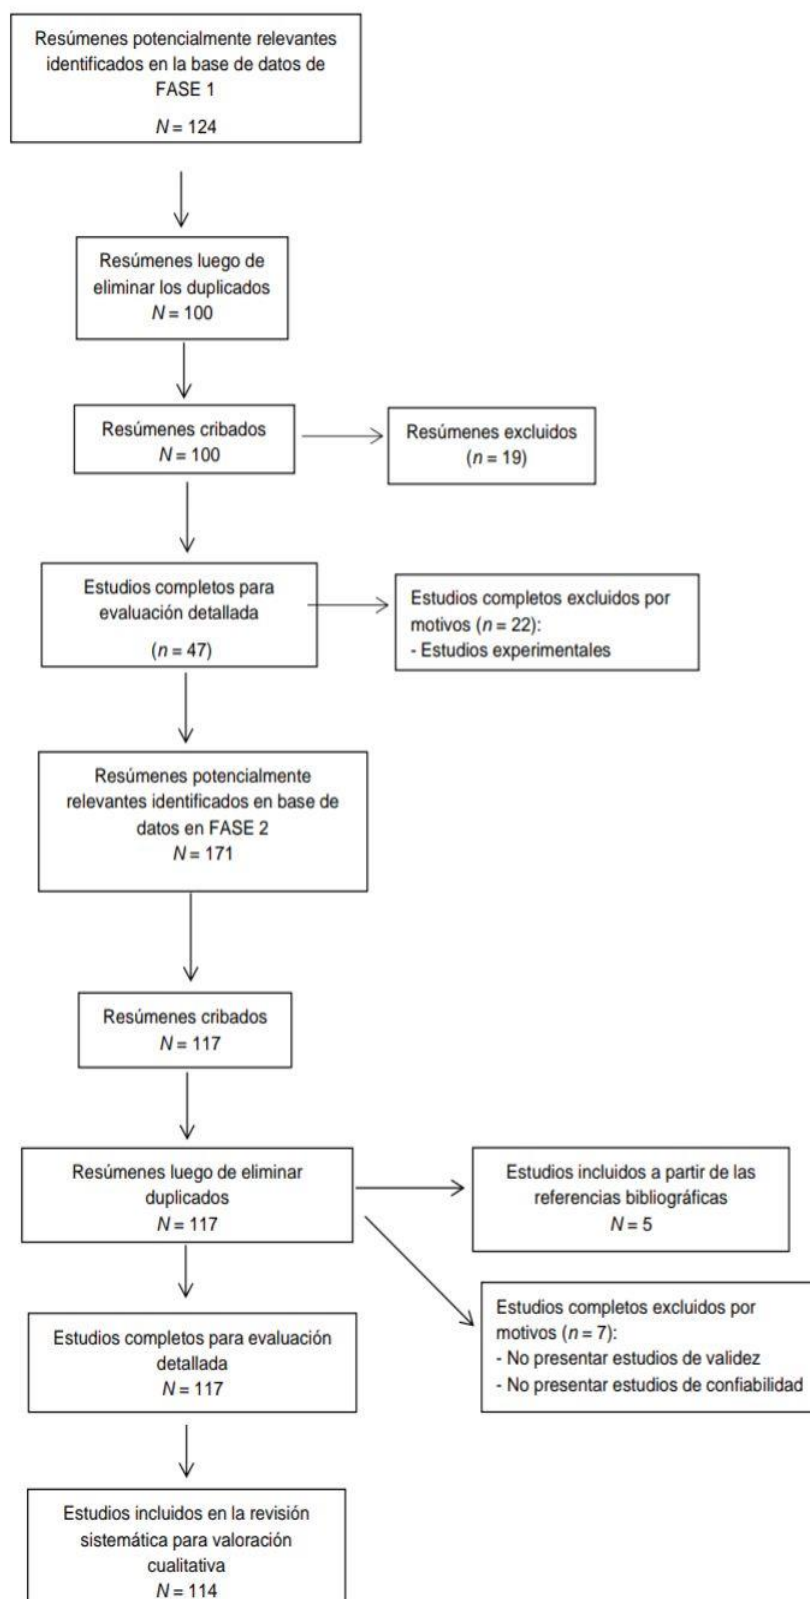 Resúmenes potencialmente relevantes
identificados en la base de datos de
FASE 1
N = 124
Resúmenes luego de
eliminar los duplicados
N = 100
Resúmenes cribados
N = 100
Resúmenes excluidos
(n = 19)
Estudios completos para
evaluación detallada
(n = 47)
Estudios completos excluidos por
motivos (n = 22):
- Estudios experimentales
Resúmenes potencialmente
relevantes identificados en base de
datos en FASE 2
N = 171
Resúmenes cribados
N = 117
Resúmenes luego de eliminar
duplicados
N = 117
Estudios incluidos a partir de las
referencias bibliográficas
N = 5
Estudios completos excluidos por
motivos (n = 7):
- No presentar estudios de validez
- No presentar estudios de confiabilidad
Estudios completos para evaluación
detallada
N = 117
Estudios incluidos en la revisión
sistemática para valoración
cualitativa
N = 114